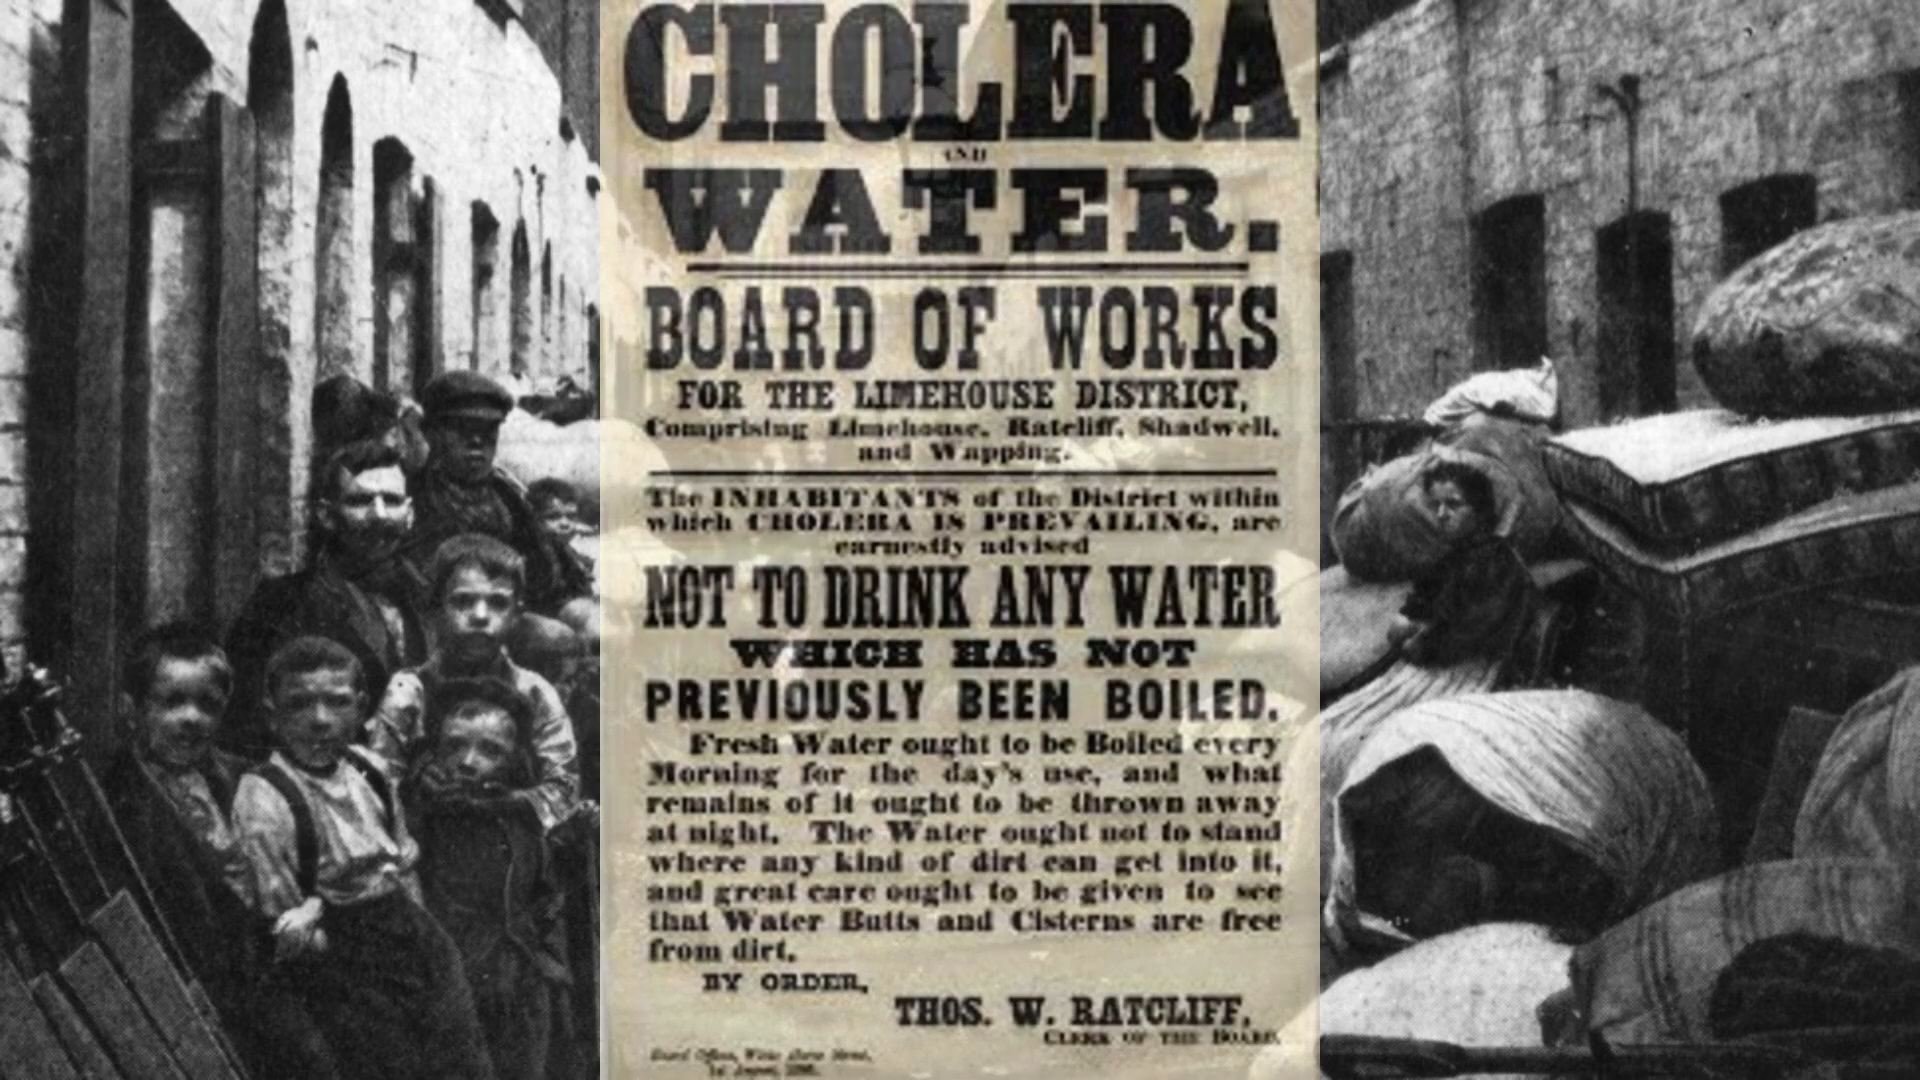 CHOLERA
AND
WATER.
BOARD OF WORKS
FOR THE LIMEHOUSE DISTRICT,
Comprising Limehouse, Ratcliff, Shadwell,
and Wapping.
The INHABITANTS of the District within
which CHOLERA IS PREVAILING, are
earnestly advised
NOT TO DRINK ANY WATER
WHICH HAS NOT
PREVIOUSLY BEEN BOILED.
Fresh Water ought to be Boiled every
Morning for the day's use, and what
remains of it ought to be thrown away
at night. The Water ought not to stand
where any kind of dirt can get into it,
and great care ought to be given to see
that Water Butts and Cisterns are free
from dirt.
BY ORDER,
THOS. W. RATCLIFF,
CLERK OF THE BOARD.
Board Offices, White Horse Street,
1st August,